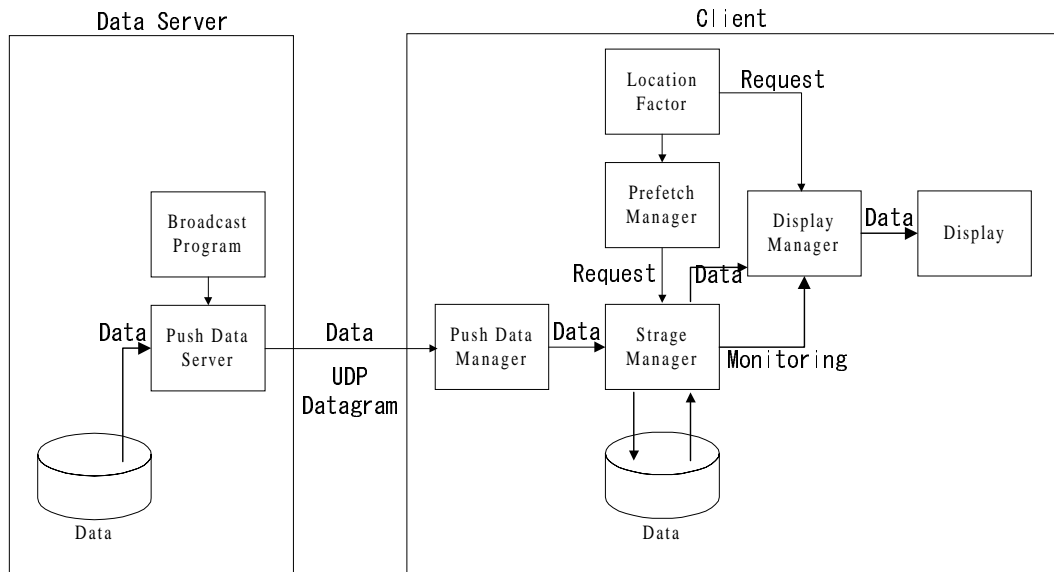 Data Server
Client
Location
Factor
Request
Prefetch
Manager
Broadcast
Program
Display
Manager
Data
Display
Request
Data
Data
Push Data
Server
Data
UDP
Datagram
Push Data
Manager
Data
Strage
Manager
Monitoring
Data
Data